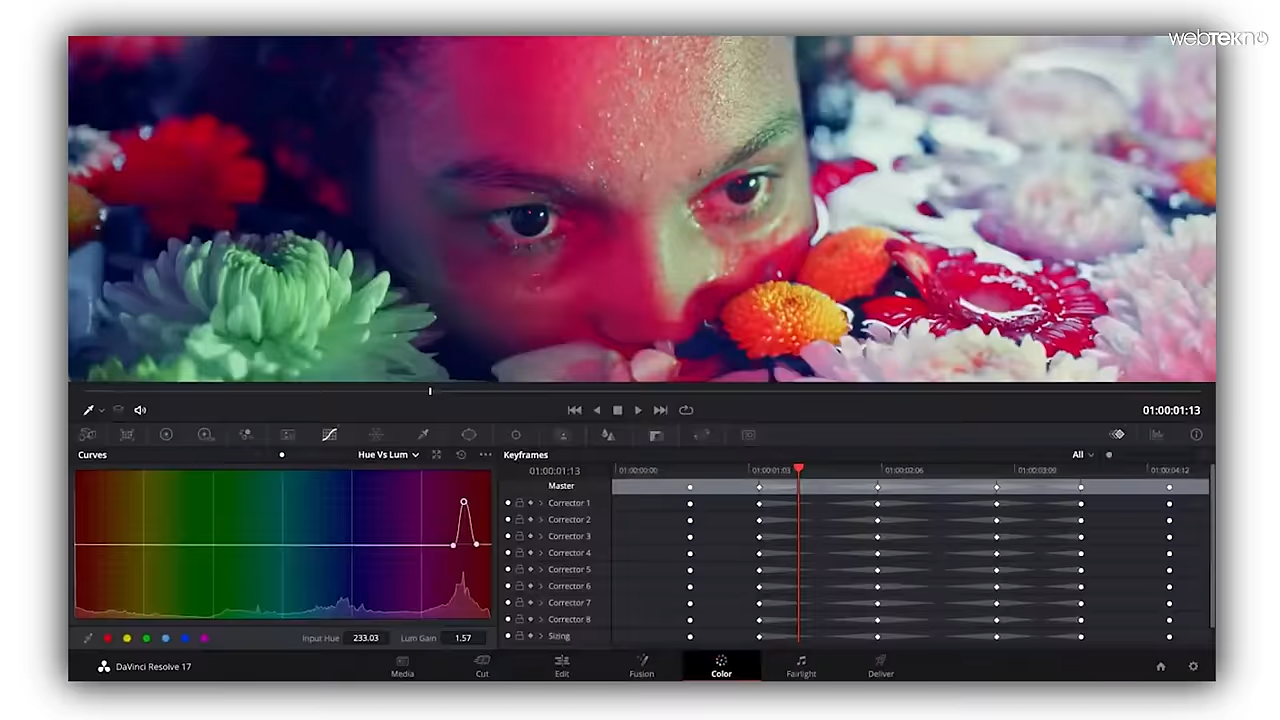 webTEKNO
01:00:01:13
Curves
Hue Vs Lum
Keyframes
All
01:00:01:13
01:00:00:00
01:00:01:03
01:00:02:06
01:00:03:09
01:00:04:12
Master
Corrector 1
Corrector 2
Corrector 3
Corrector 4
Corrector 5
Corrector 6
Corrector 7
Corrector 8
Sizing
Input Hue 233.03 Lum Gain 1.57
DaVinci Resolve 17
Media Cut Edit Fusion Color Fairlight Deliver